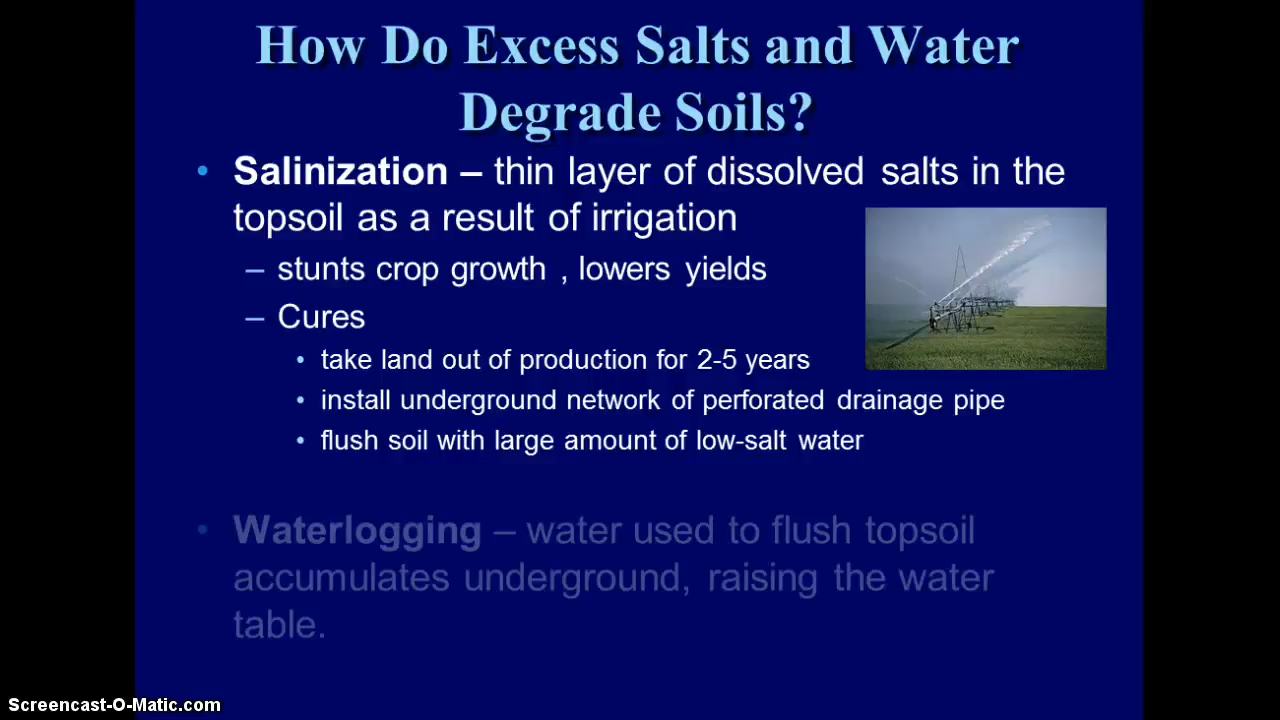 How Do Excess Salts and Water
Degrade Soils?
• Salinization – thin layer of dissolved salts in the
topsoil as a result of irrigation
– stunts crop growth , lowers yields
– Cures
• take land out of production for 2-5 years
• install underground network of perforated drainage pipe
• flush soil with large amount of low-salt water
• Waterlogging – water used to flush topsoil
accumulates underground, raising the water
table.
Screencast-O-Matic.com